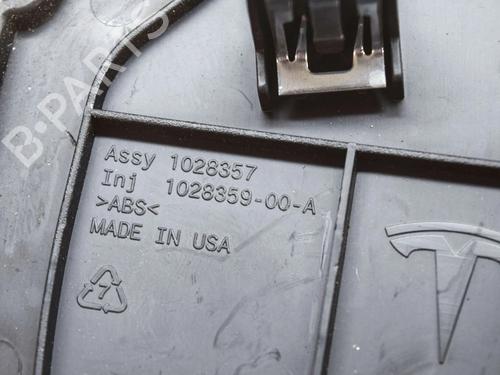 B-PARTS
Assy 1028357
Inj 1028359-00-A
>ABS<
MADE IN USA
7